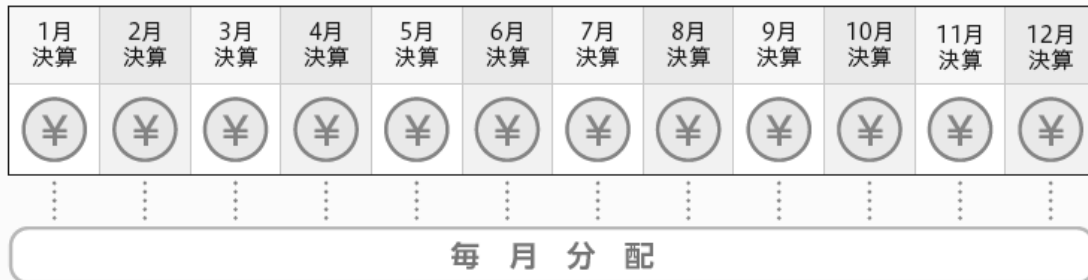 1月 2月 3月 4月 5月 6月 7月 8月 9月 10月 11月 12月
決算 決算 決算 決算 決算 決算 決算 決算 決算 決算 決算 決算
¥ ¥ ¥ ¥ ¥ ¥ ¥ ¥ ¥ ¥ ¥ ¥
毎月分配